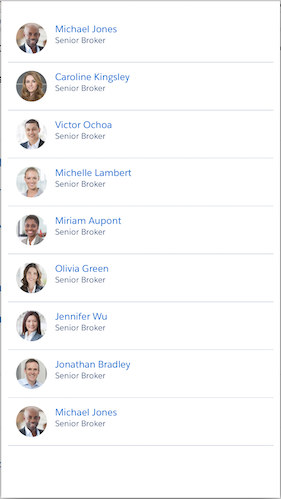 Michael Jones
Senior Broker
Caroline Kingsley
Senior Broker
Victor Ochoa
Senior Broker
Michelle Lambert
Senior Broker
Miriam Aupont
Senior Broker
Olivia Green
Senior Broker
Jennifer Wu
Senior Broker
Jonathan Bradley
Senior Broker
Michael Jones
Senior Broker